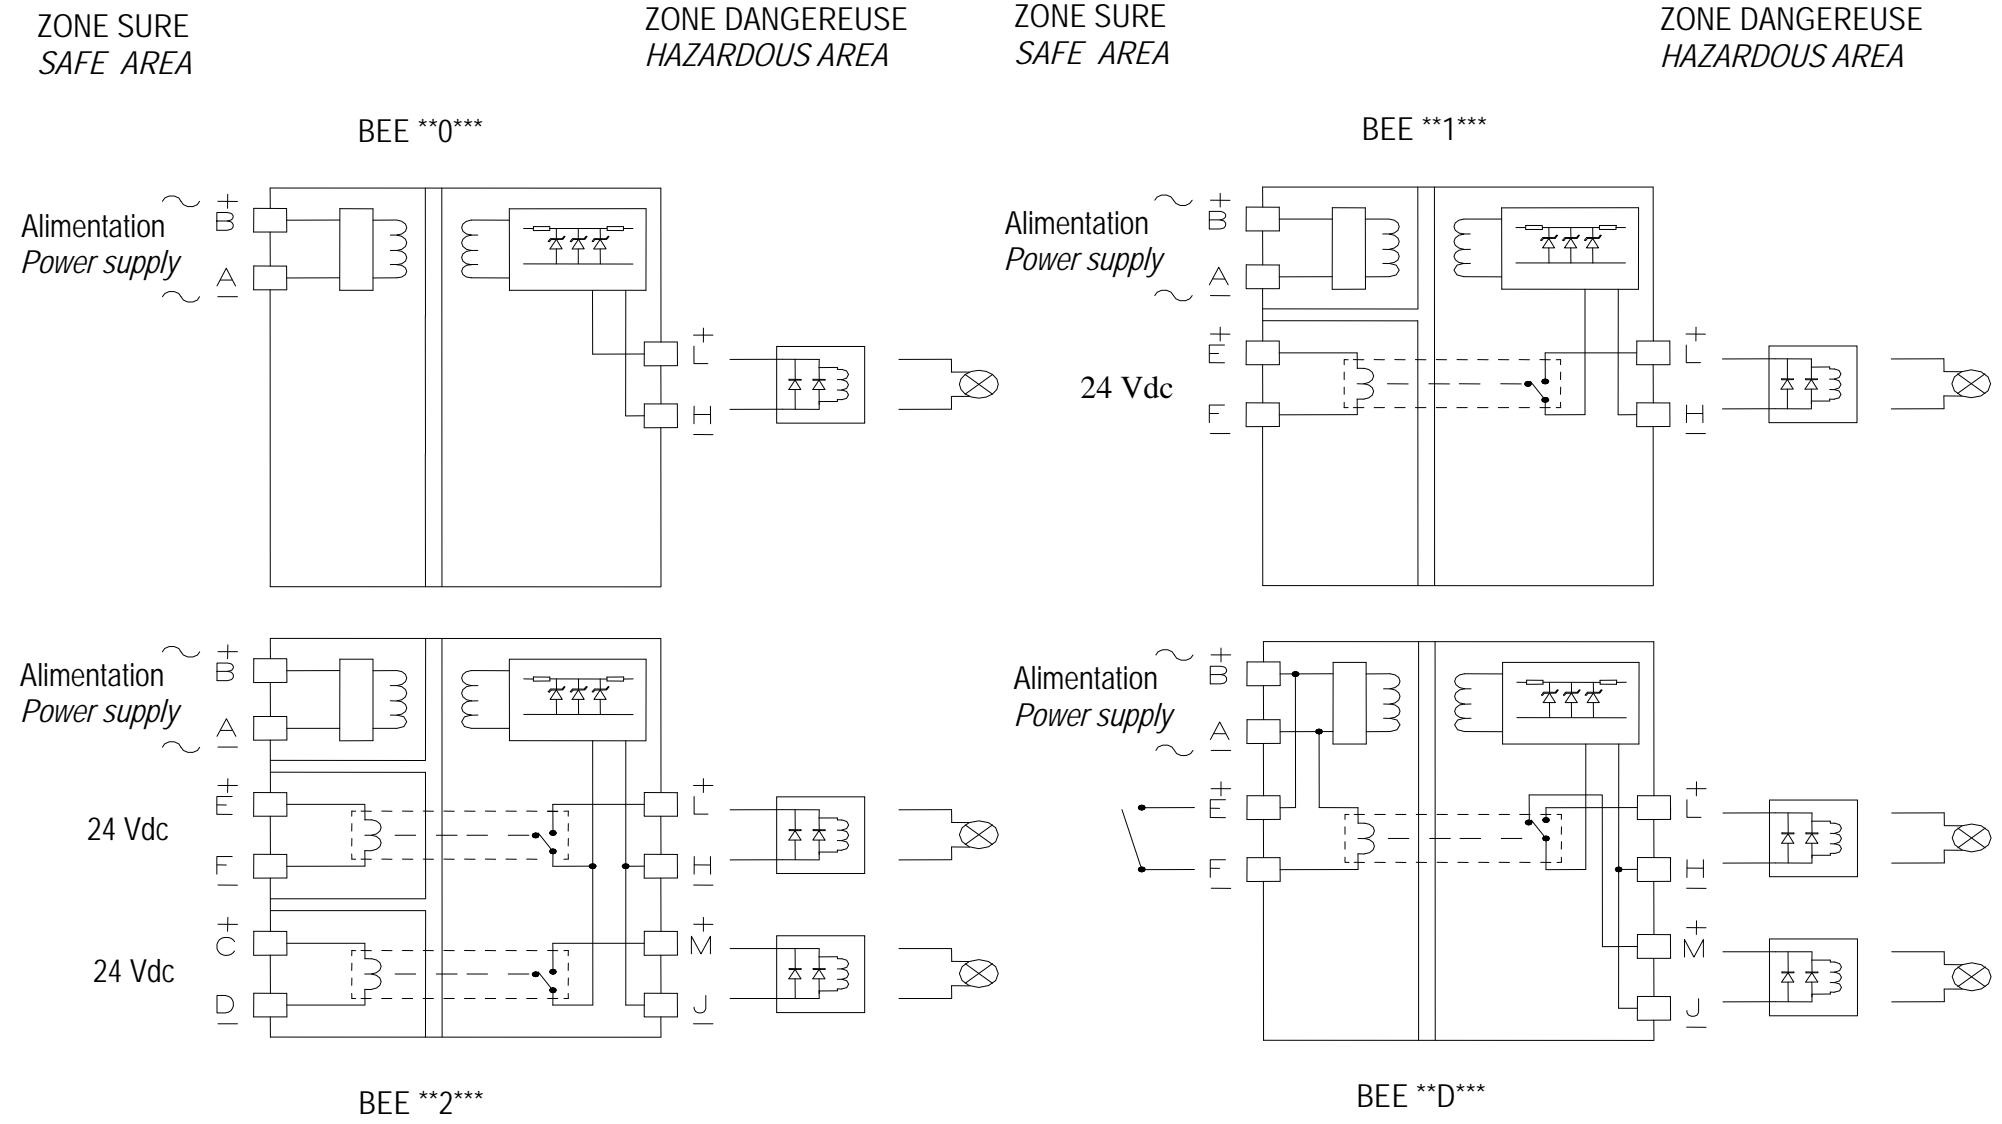 ZONE SURE
SAFE AREA
ZONE DANGEREUSE
HAZARDOUS AREA
ZONE SURE
SAFE AREA
ZONE DANGEREUSE
HAZARDOUS AREA
BEE **0***
Alimentation
Power supply
~ +
B
A
~ –
+
L
H
–
BEE **1***
Alimentation
Power supply
~ +
B
A
~ –
+
E
24 Vdc
F
–
+
L
H
–
Alimentation
Power supply
~ +
B
A
~ –
+
E
24 Vdc
F
–
+
C
24 Vdc
D
–
+
L
H
–
+
M
J
–
BEE **2***
Alimentation
Power supply
~ +
B
A
~ –
+
E
F
–
+
L
H
–
+
M
J
–
BEE **D***